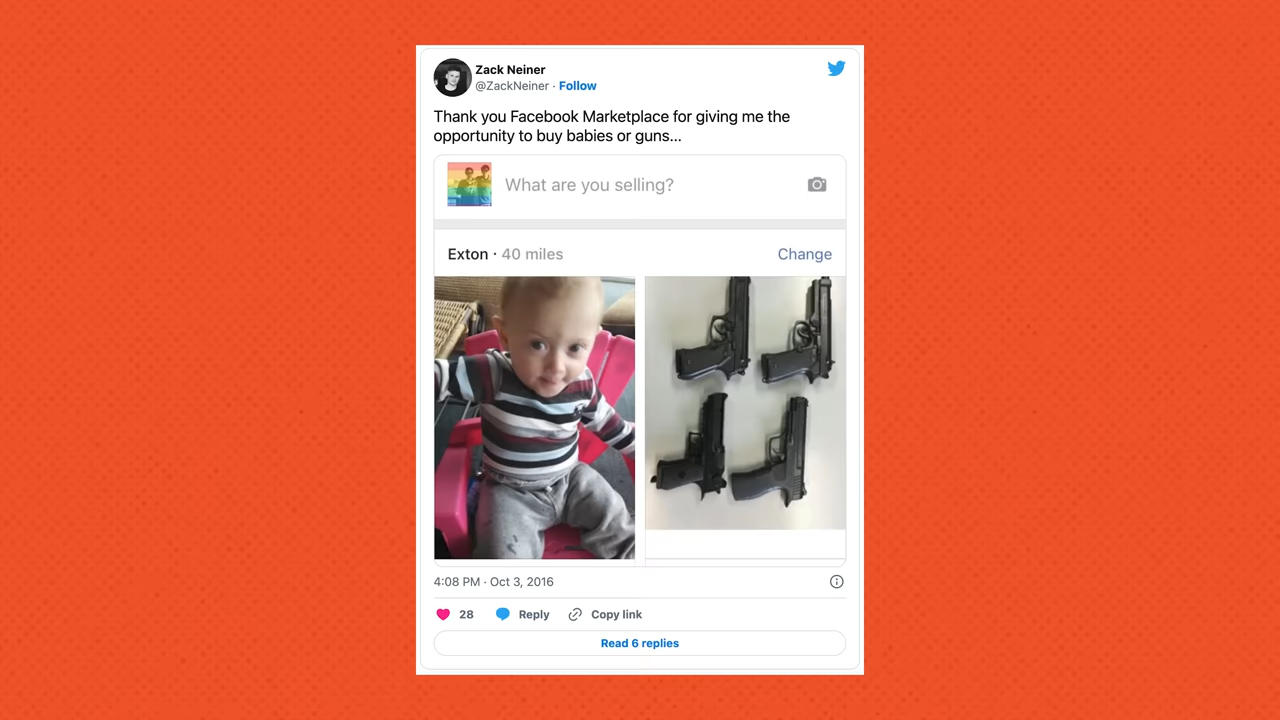 Zack Neiner
@ZackNeiner · Follow
Thank you Facebook Marketplace for giving me the
opportunity to buy babies or guns...
What are you selling?
Exton · 40 miles
Change
4:08 PM · Oct 3, 2016
28
Reply
Copy link
Read 6 replies